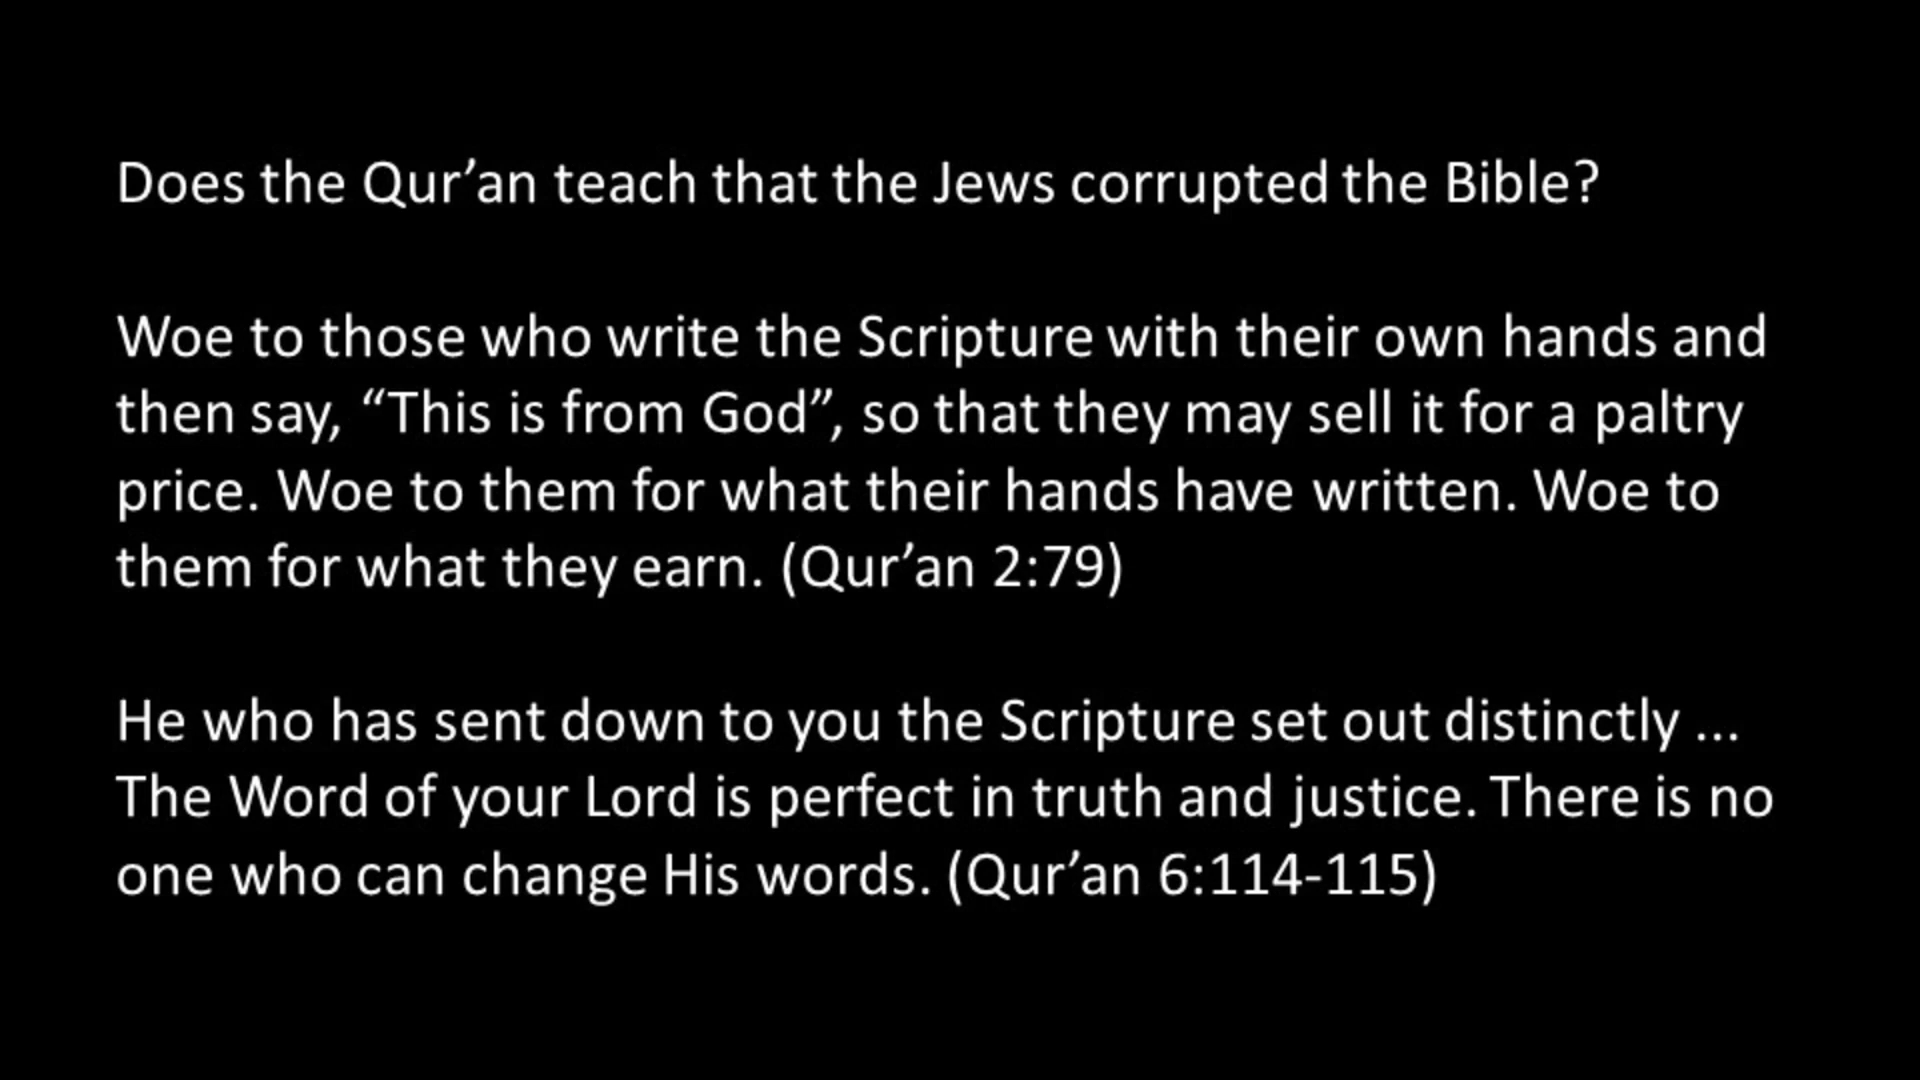 Does the Qur’an teach that the Jews corrupted the Bible?
Woe to those who write the Scripture with their own hands and
then say, “This is from God”, so that they may sell it for a paltry
price. Woe to them for what their hands have written. Woe to
them for what they earn. (Qur’an 2:79)
He who has sent down to you the Scripture set out distinctly ...
The Word of your Lord is perfect in truth and justice. There is no
one who can change His words. (Qur’an 6:114-115)